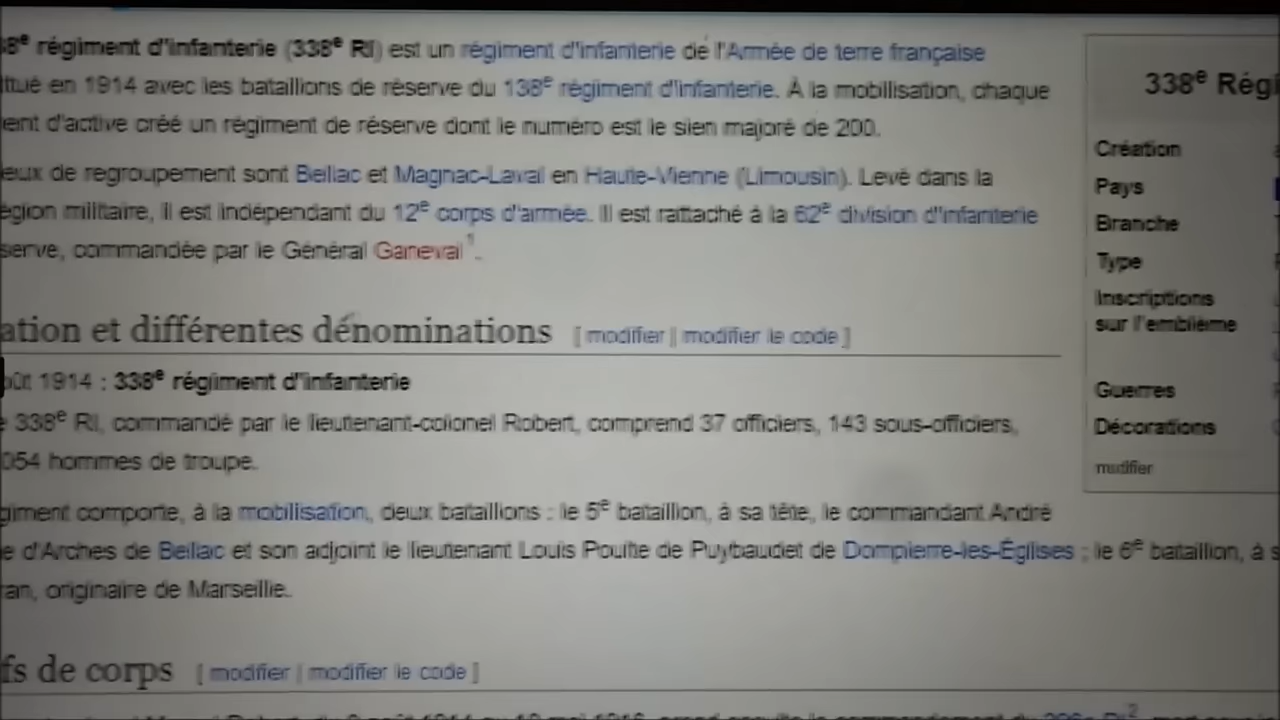 38e régiment d'infanterie (338e RI) est un régiment d'infanterie de l'Armée de terre française
itué en 1914 avec les bataillons de réserve du 138e régiment d'infanterie. À la mobilisation, chaque
ent d'active créé un régiment de réserve dont le numéro est le sien majoré de 200.
eux de regroupement sont Bellac et Magnac-Laval en Haute-Vienne (Limousin). Levé dans la
égion militaire, il est indépendant du 12e corps d'armée. Il est rattaché à la 62e division d'infanterie
serve, commandée par le Général Ganeval 1.
338e Régi
Création
Pays
Branche
Type
Inscriptions
sur l'emblème
Guerres
Décorations
modifier
ation et différentes dénominations [ modifier | modifier le code ]
oût 1914 : 338e régiment d'infanterie
e 338e RI, commandé par le lieutenant-colonel Robert, comprend 37 officiers, 143 sous-officiers,
054 hommes de troupe.
giment comporte, à la mobilisation, deux bataillons : le 5e bataillon, à sa tête, le commandant André
e d'Arches de Bellac et son adjoint le lieutenant Louis Poute de Puybaudet de Dompierre-les-Églises ; le 6e bataillon, à s
ran, originaire de Marseille.
fs de corps [ modifier | modifier le code ]